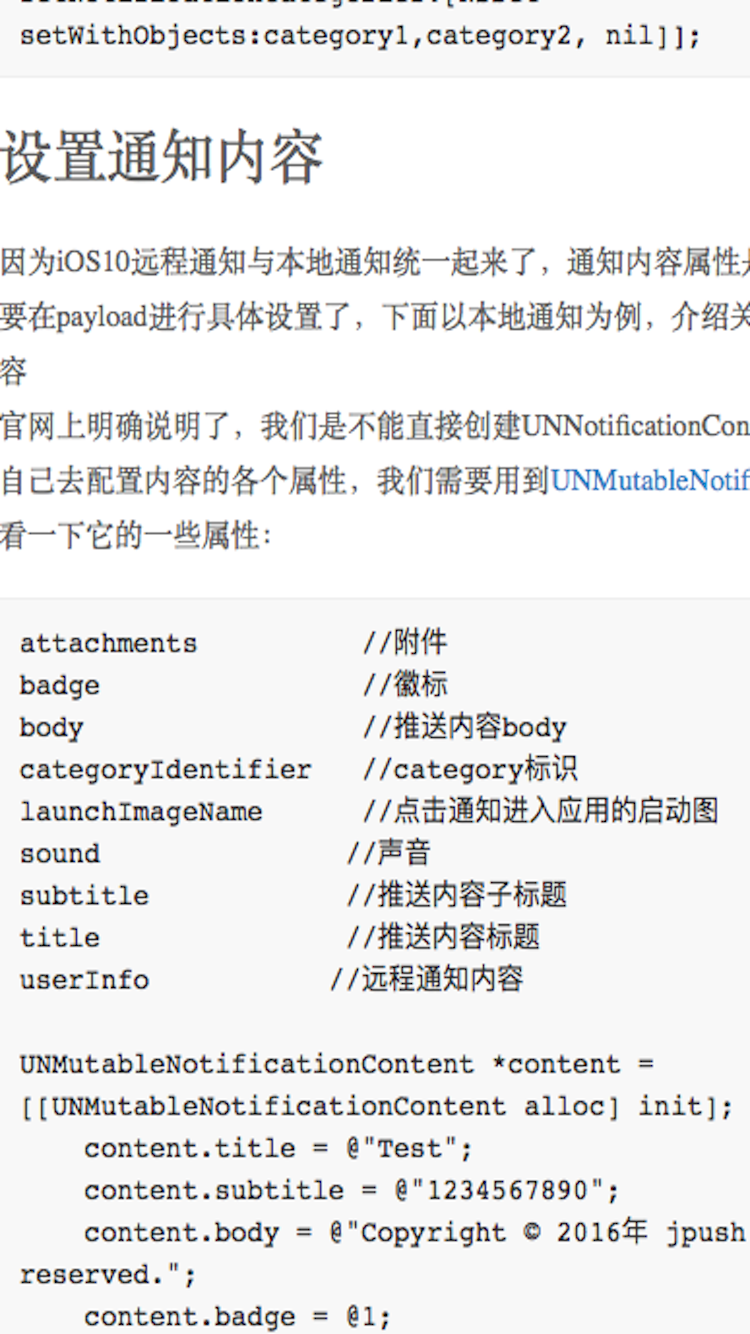 setWithObjects:category1,category2, nil]];
设置通知内容
因为iOS10远程通知与本地通知统一起来了，通知内容属性
要在payload进行具体设置了，下面以本地通知为例，介绍关
容
官网上明确说明了，我们是不能直接创建UNNotificationCon
自己去配置内容的各个属性，我们需要用到UNMutableNotif
看一下它的一些属性：
attachments //附件
badge //徽标
body //推送内容body
categoryIdentifier //category标识
launchImageName //点击通知进入应用的启动图
sound //声音
subtitle //推送内容子标题
title //推送内容标题
userInfo //远程通知内容
UNMutableNotificationContent *content =
[[UNMutableNotificationContent alloc] init];
content.title = @"Test";
content.subtitle = @"1234567890";
content.body = @"Copyright © 2016年 jpush
reserved.";
content.badge = @1;